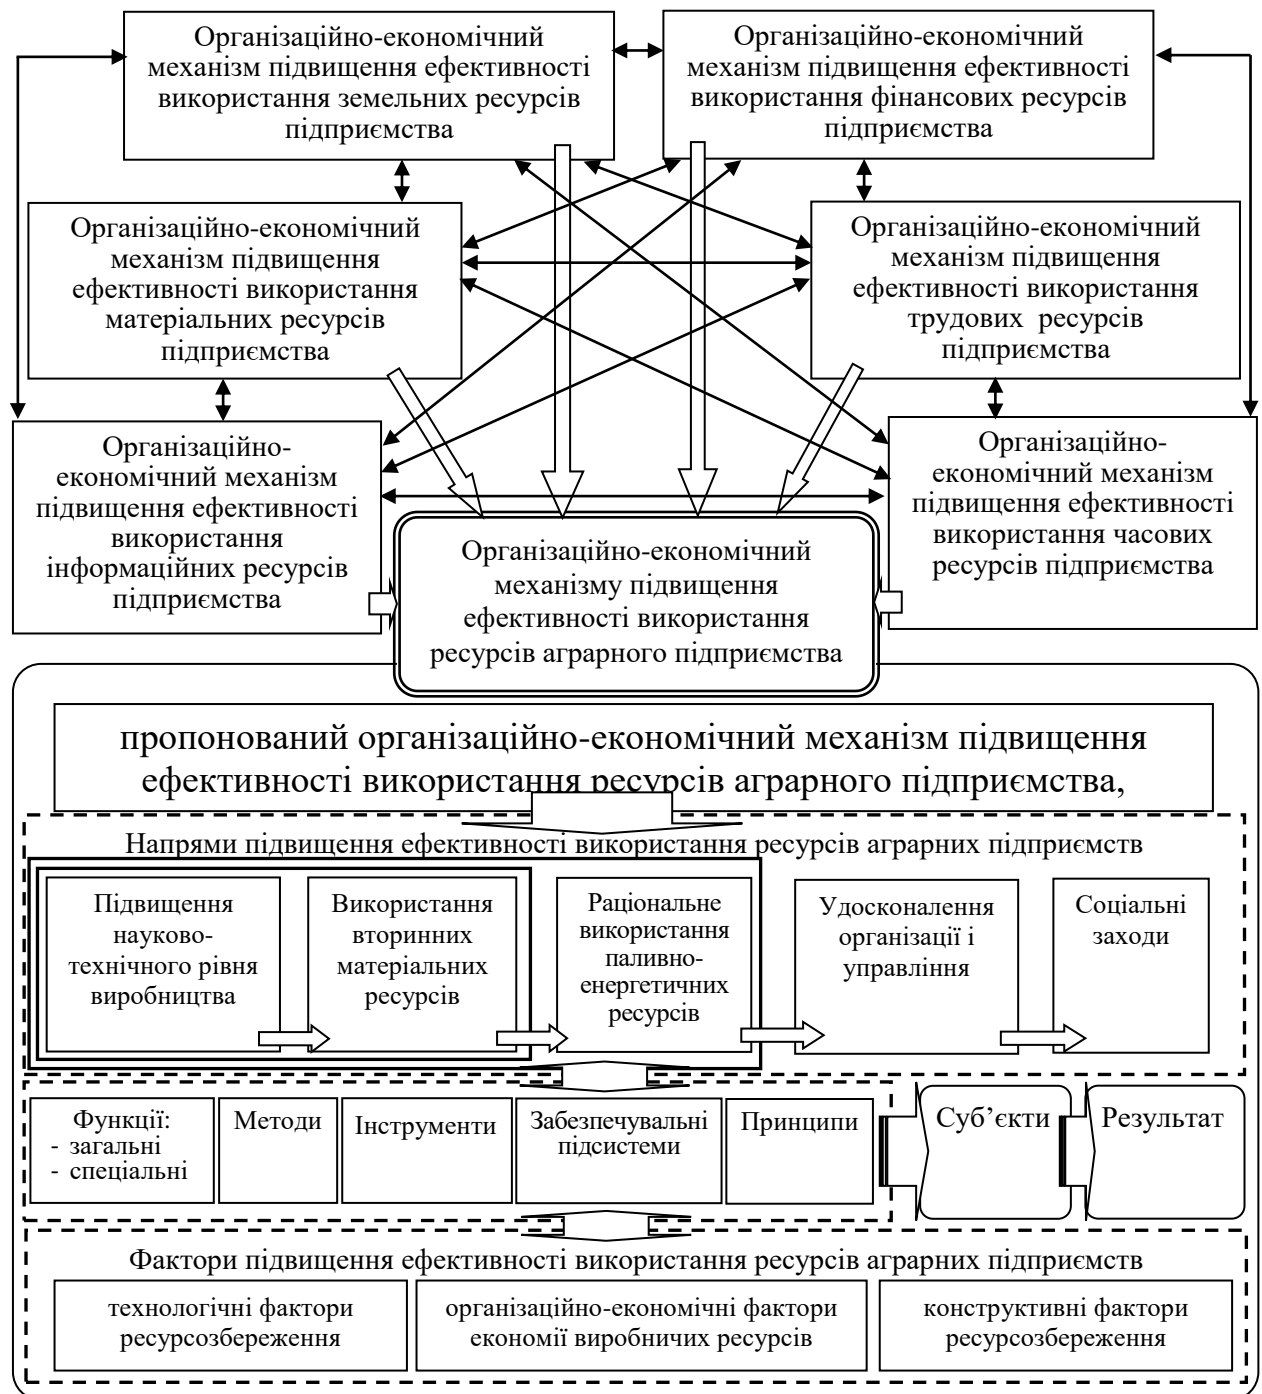 Організаційно-економічний
механізм підвищення ефективності
використання земельних ресурсів
підприємства
Організаційно-економічний
механізм підвищення ефективності
використання фінансових ресурсів
підприємства
Організаційно-економічний
механізм підвищення
ефективності використання
матеріальних ресурсів
підприємства
Організаційно-економічний
механізм підвищення
ефективності використання
трудових ресурсів
підприємства
Організаційно-
економічний механізм
підвищення ефективності
використання
інформаційних ресурсів
підприємства
Організаційно-
економічний механізм
підвищення ефективності
використання часових
ресурсів підприємства
Організаційно-економічний
механізму підвищення
ефективності використання
ресурсів аграрного підприємства
пропонований організаційно-економічний механізм підвищення
ефективності використання ресурсів аграрного підприємства,
Напрями підвищення ефективності використання ресурсів аграрних підприємств
Підвищення
науково-
технічного рівня
виробництва
Використання
вторинних
матеріальних
ресурсів
Раціональне
використання
паливно-
енергетичних
ресурсів
Удосконалення
організації і
управління
Соціальні
заходи
Функції:
- загальні
- спеціальні
Методи
Інструменти
Забезпечувальні
підсистеми
Принципи
Суб’єкти
Результат
Фактори підвищення ефективності використання ресурсів аграрних підприємств
технологічні фактори
ресурсозбереження
організаційно-економічні фактори
економії виробничих ресурсів
конструктивні фактори
ресурсозбереження